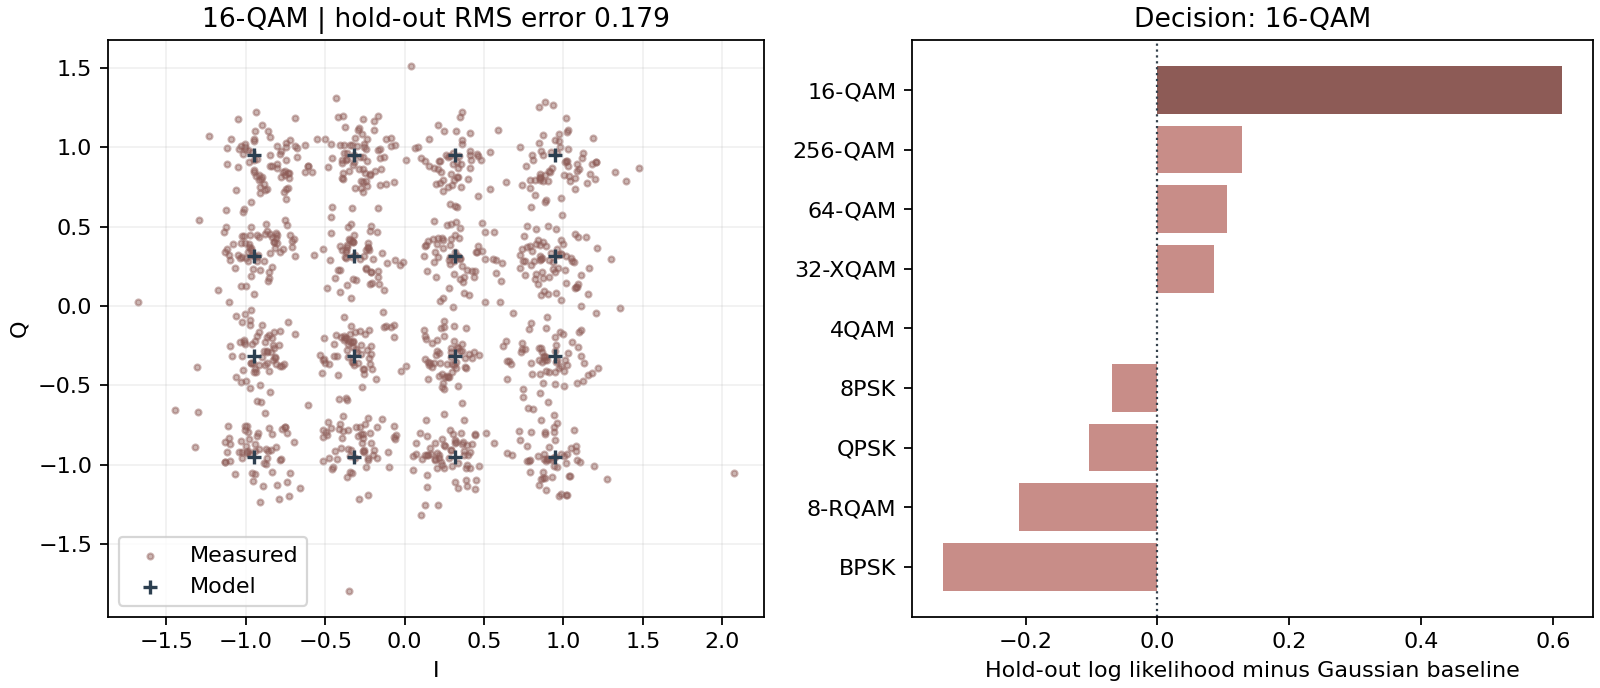 16-QAM | hold-out RMS error 0.179
1.5
1.0
0.5
0.0
−0.5
−1.0
−1.5
Q
Measured
Model
−1.5
−1.0
−0.5
0.0
0.5
1.0
1.5
2.0
I
Decision: 16-QAM
16-QAM
256-QAM
64-QAM
32-XQAM
4QAM
8PSK
QPSK
8-RQAM
BPSK
−0.2
0.0
0.2
0.4
0.6
Hold-out log likelihood minus Gaussian baseline